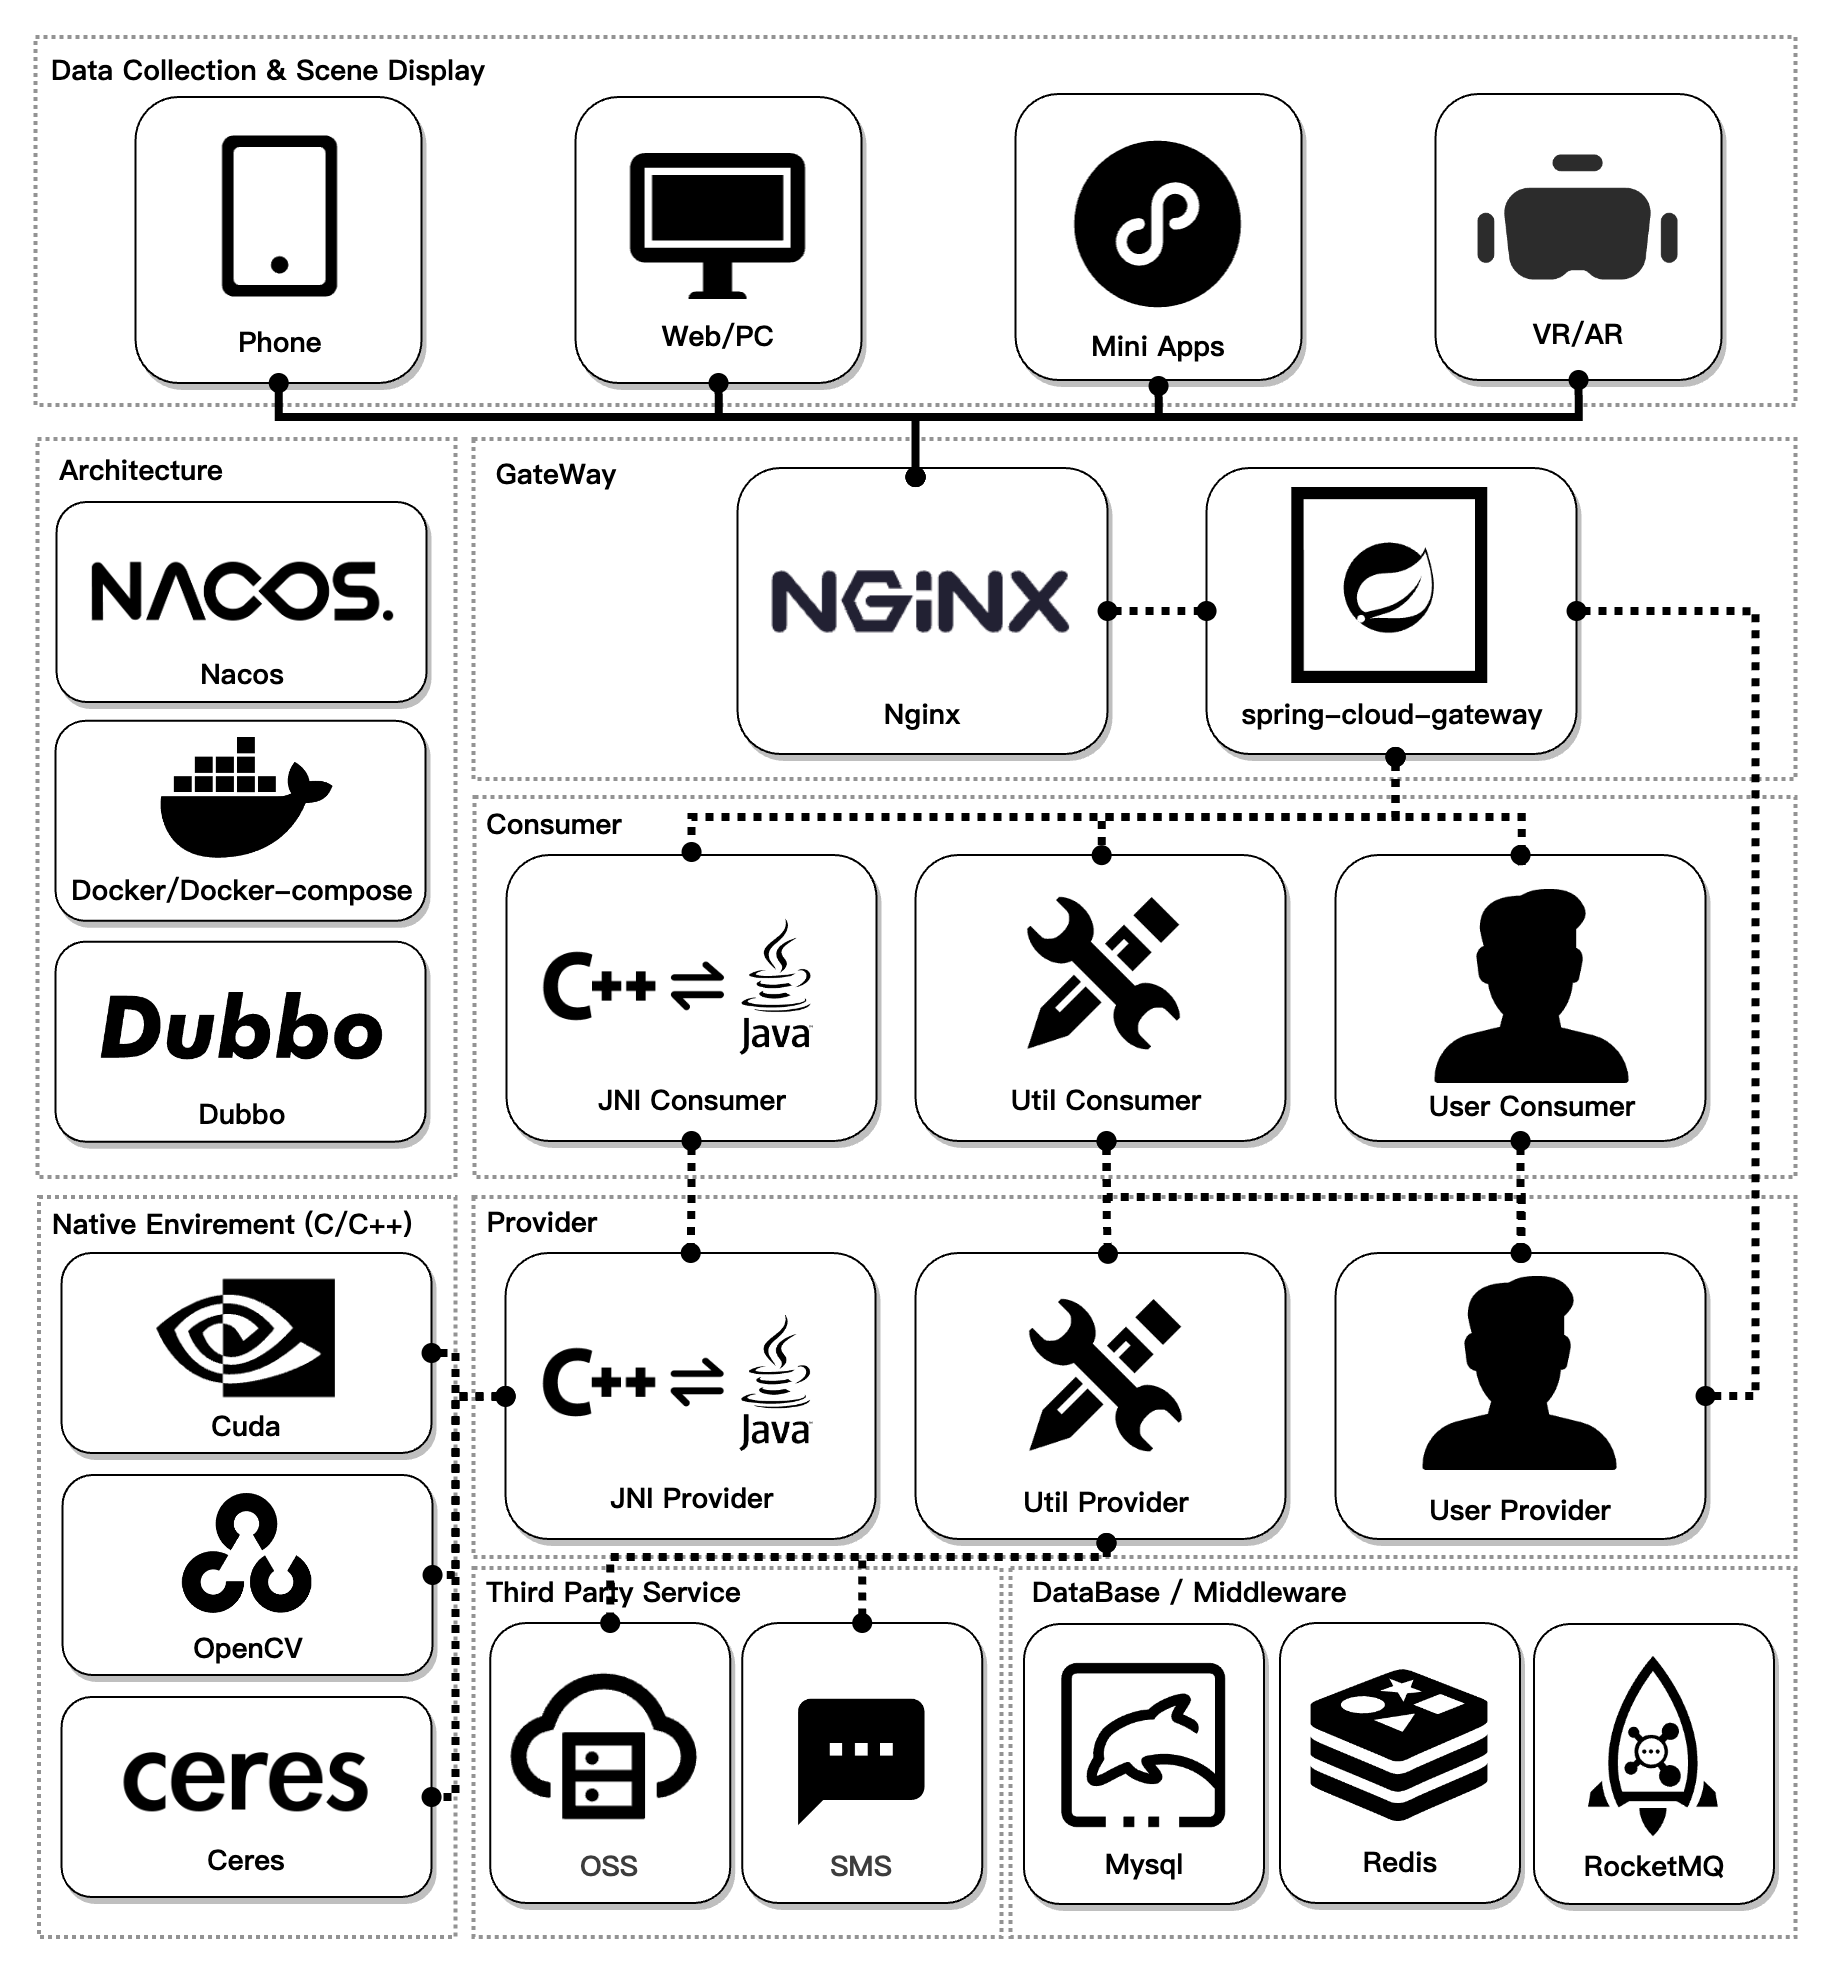 Data Collection & Scene Display
Phone
Web/PC
Mini Apps
VR/AR
Architecture
NACOS.
Nacos
Docker/Docker-compose
Dubbo
Dubbo
GateWay
NGiNX
Nginx
spring-cloud-gateway
Consumer
C++ Java
JNI Consumer
Util Consumer
User Consumer
Native Envirement (C/C++)
Cuda
OpenCV
ceres
Ceres
Provider
C++ Java
JNI Provider
Util Provider
User Provider
Third Party Service
OSS
SMS
DataBase / Middleware
Mysql
Redis
RocketMQ